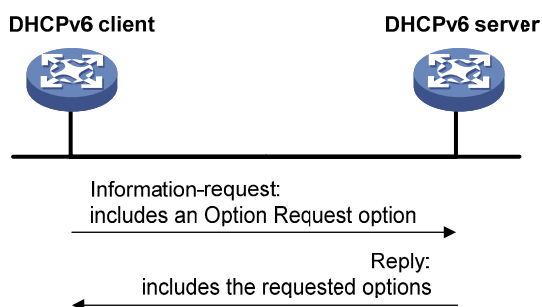 DHCPv6 client
DHCPv6 server
Information-request:
includes an Option Request option
Reply:
includes the requested options